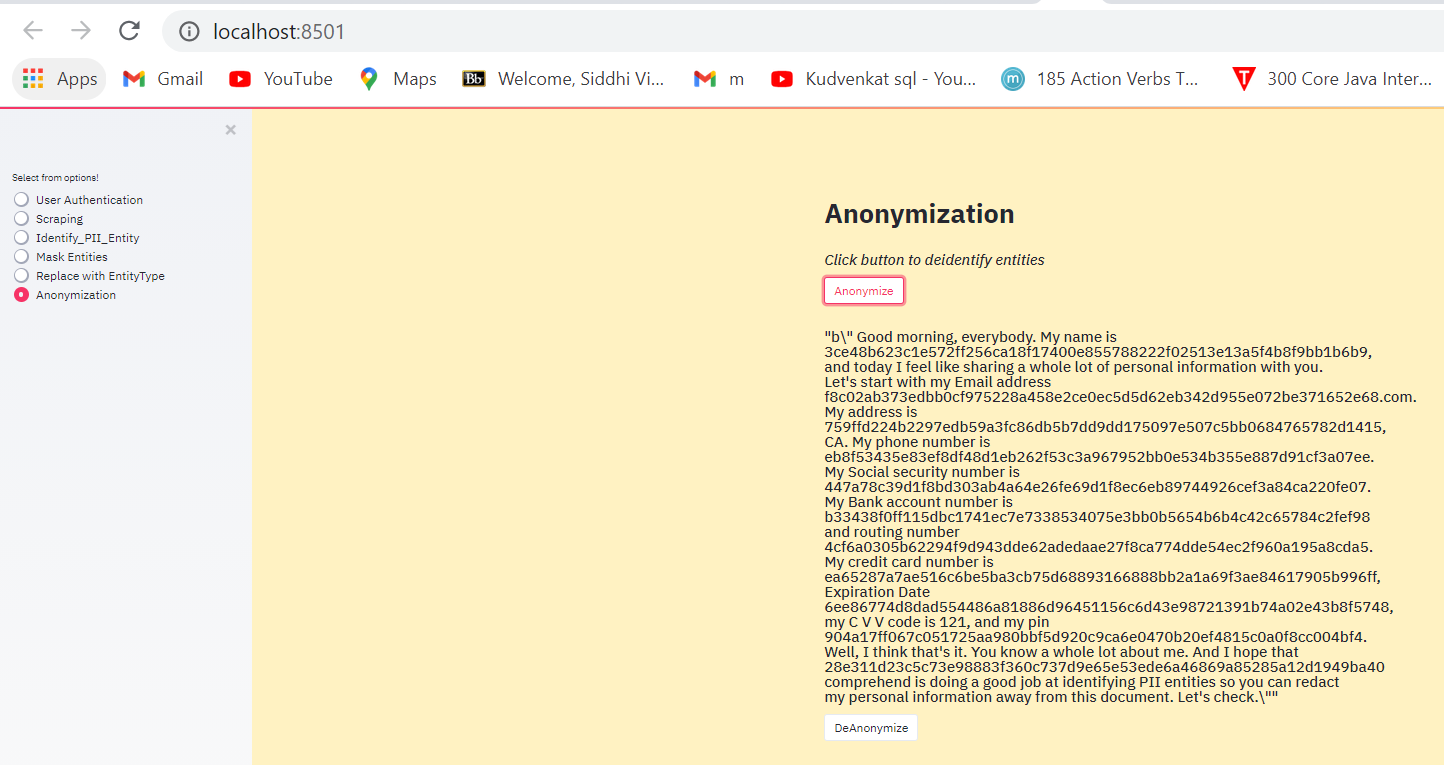 localhost:8501
Apps
Gmail
YouTube
Maps
Bb
Welcome, Siddhi Vi...
m
Kudvenkat sql - You...
m
185 Action Verbs T...
T
300 Core Java Inter...
×
Select from options!
User Authentication
Scraping
Identify_PII_Entity
Mask Entities
Replace with EntityType
Anonymization
Anonymization
Click button to deidentify entities
Anonymize
"b\" Good morning, everybody. My name is
3ce48b623c1e572ff256ca18f17400e855788222f02513e13a5f4b8f9bb1b6b9,
and today I feel like sharing a whole lot of personal information with you.
Let's start with my Email address
f8c02ab373edbb0cf975228a458e2ce0ec5d5d62eb342d955e072be371652e68.com.
My address is
759ffd224b2297edb59a3fc86db5b7dd9dd175097e507c5bb0684765782d1415,
CA. My phone number is
eb8f53435e83ef8df48d1eb262f53c3a967952bb0e534b355e887d91cf3a07ee.
My Social security number is
447a78c39d1f8bd303ab4a64e26fe69d1f8ec6eb89744926cef3a84ca220fe07.
My Bank account number is
b33438f0ff115dbc1741ec7e7338534075e3bb0b5654b6b4c42c65784c2fef98
and routing number
4cf6a0305b62294f9d943dde62adedaae27f8ca774dde54ec2f960a195a8cda5.
My credit card number is
ea65287a7ae516c6be5ba3cb75d68893166888bb2a1a69f3ae84617905b996ff,
Expiration Date
6ee86774d8dad554486a81886d96451156c6d43e98721391b74a02e43b8f5748,
my C V V code is 121, and my pin
904a17ff067c051725aa980bbf5d920c9ca6e0470b20ef4815c0a0f8cc004bf4.
Well, I think that's it. You know a whole lot about me. And I hope that
28e311d23c5c73e98883f360c737d9e65e53ede6a46869a85285a12d1949ba40
comprehend is doing a good job at identifying PII entities so you can redact
my personal information away from this document. Let's check.\""
DeAnonymize